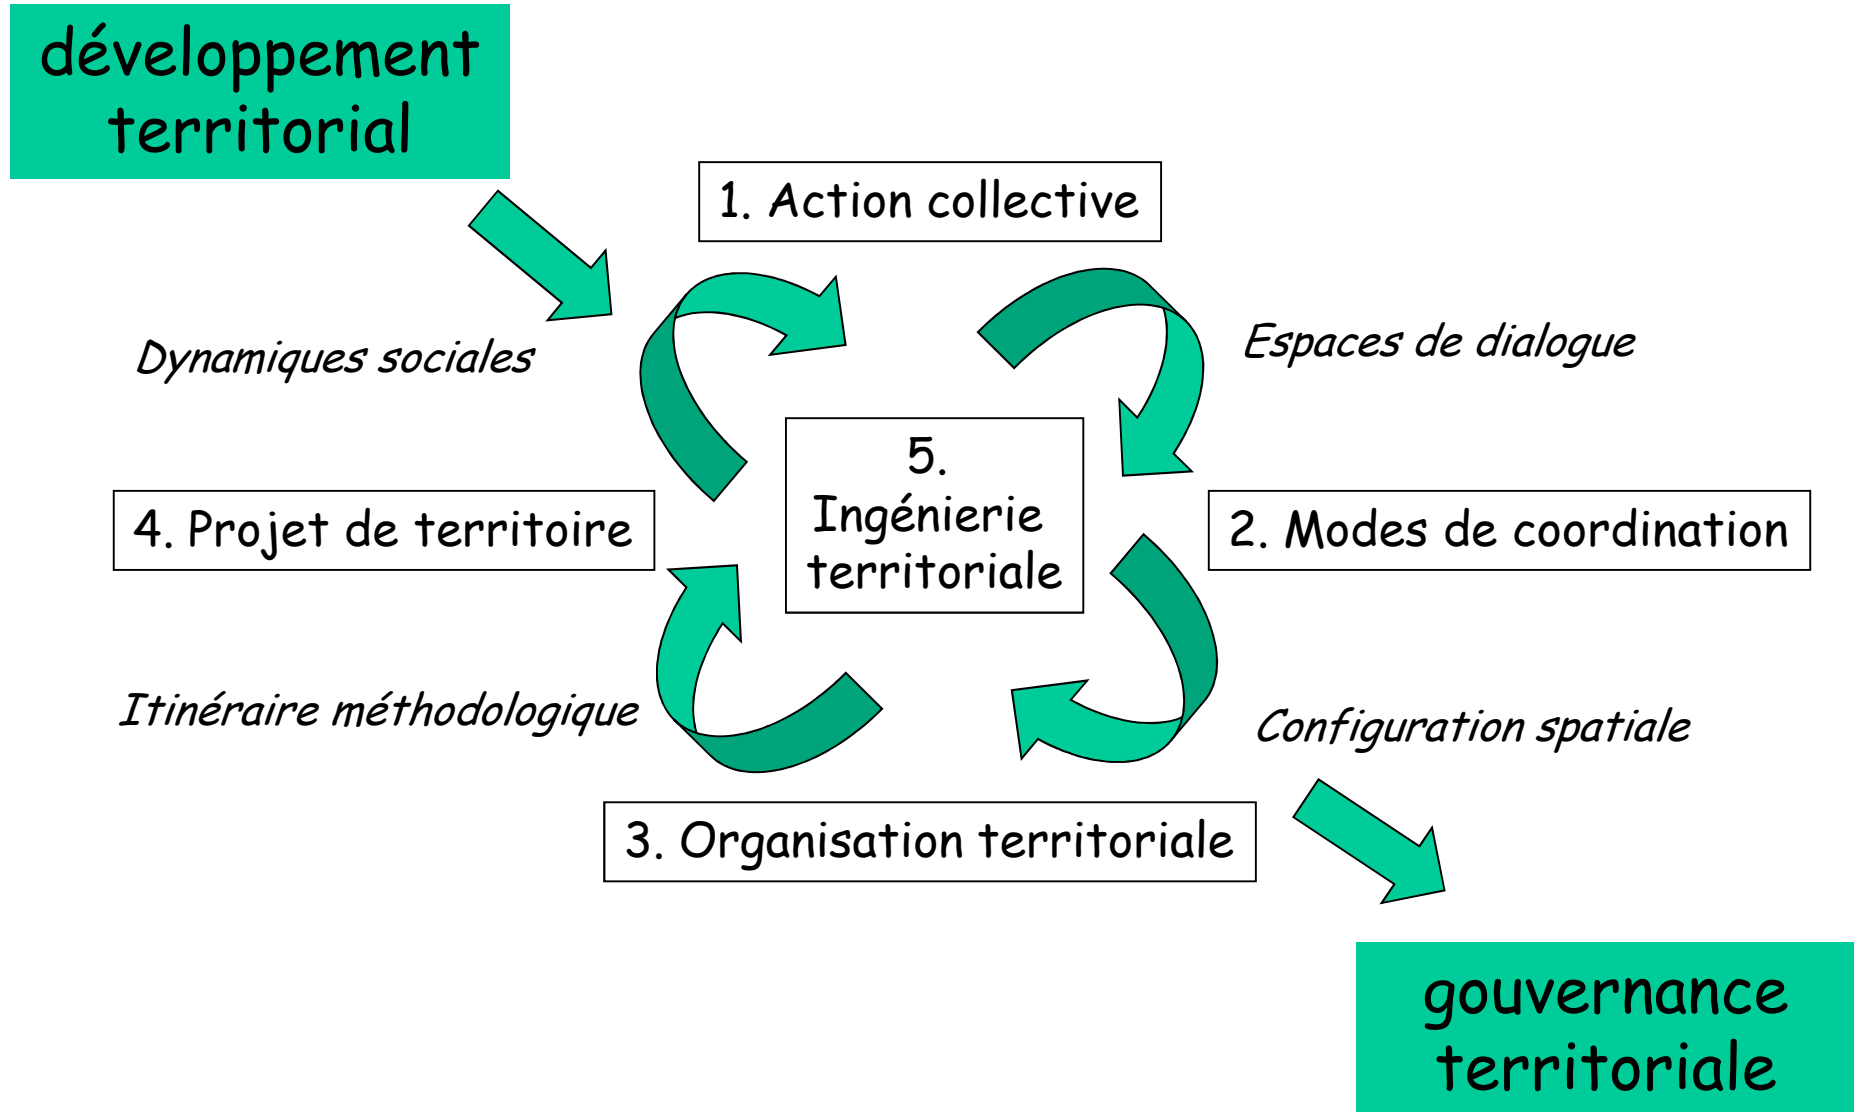 développement
territorial
1. Action collective
Dynamiques sociales
Espaces de dialogue
5.
Ingénierie
territoriale
4. Projet de territoire
2. Modes de coordination
Itinéraire méthodologique
Configuration spatiale
3. Organisation territoriale
gouvernance
territoriale